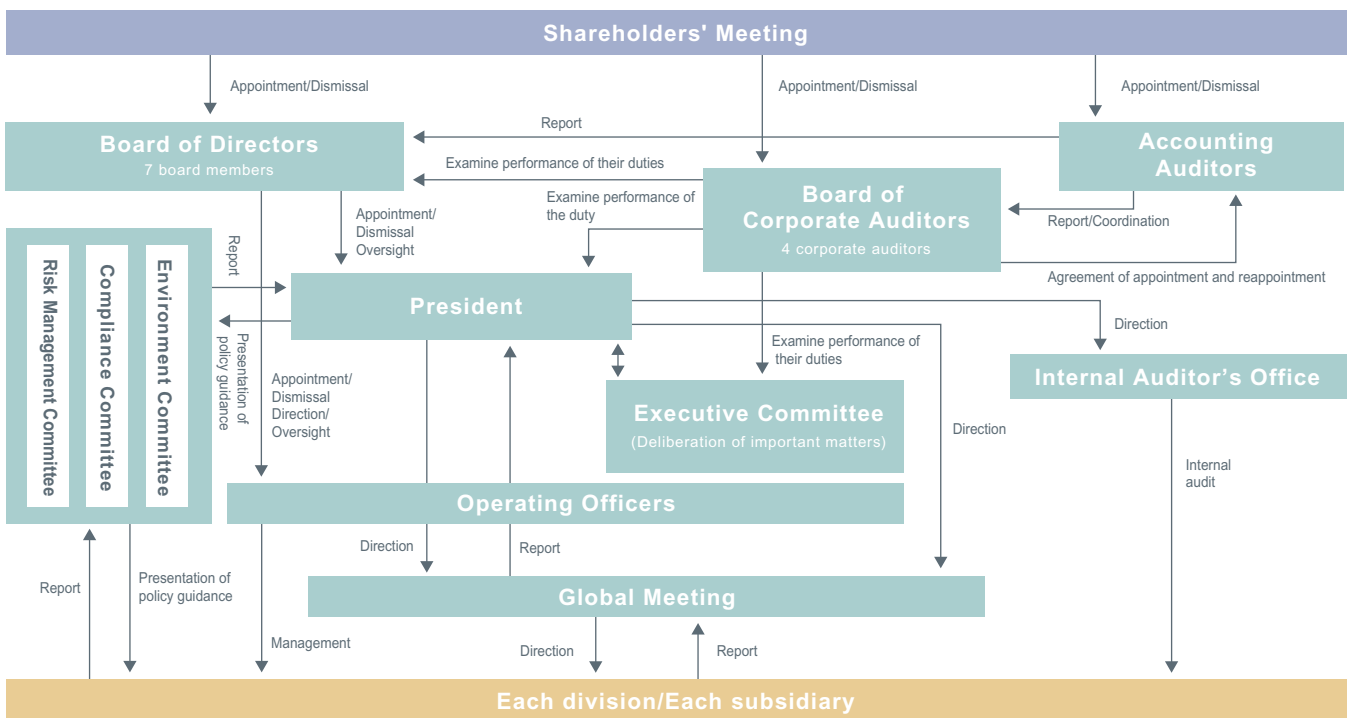 Shareholders' Meeting
Appointment/Dismissal
Appointment/Dismissal
Appointment/Dismissal
Board of Directors
7 board members
Report
Accounting
Auditors
Examine performance of their duties
Board of
Corporate Auditors
4 corporate auditors
Examine performance of
the duty
Appointment/
Dismissal
Oversight
Report/Coordination
Agreement of appointment and reappointment
Risk Management Committee
Compliance Committee
Environment Committee
Report
President
Presentation of
policy guidance
Direction
Examine performance of
their duties
Internal Auditor's Office
Appointment/
Dismissal
Direction/
Oversight
Executive Committee
(Deliberation of important matters)
Direction
Internal
audit
Operating Officers
Direction
Report
Report
Presentation of
policy guidance
Global Meeting
Management
Direction
Report
Each division/Each subsidiary